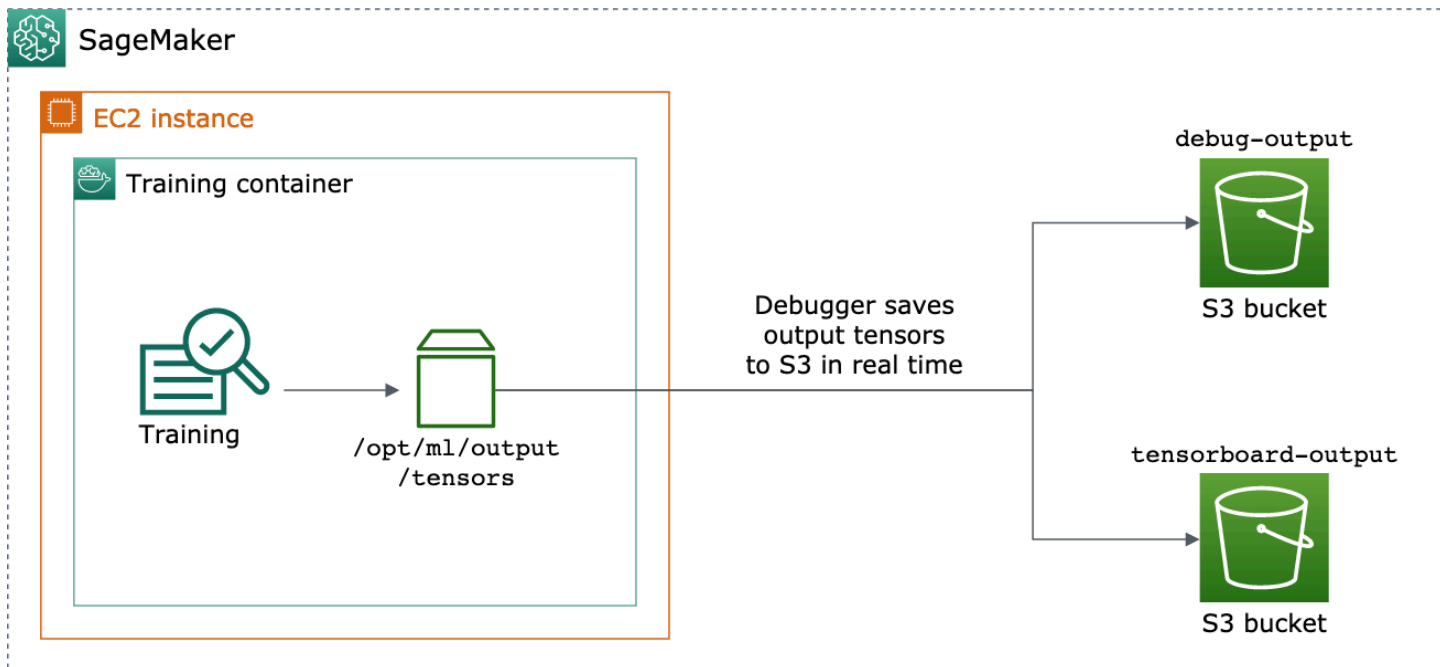 SageMaker
EC2 instance
Training container
Training
/opt/ml/output
/tensors
Debugger saves
output tensors
to S3 in real time
debug-output
S3 bucket
tensorboard-output
S3 bucket